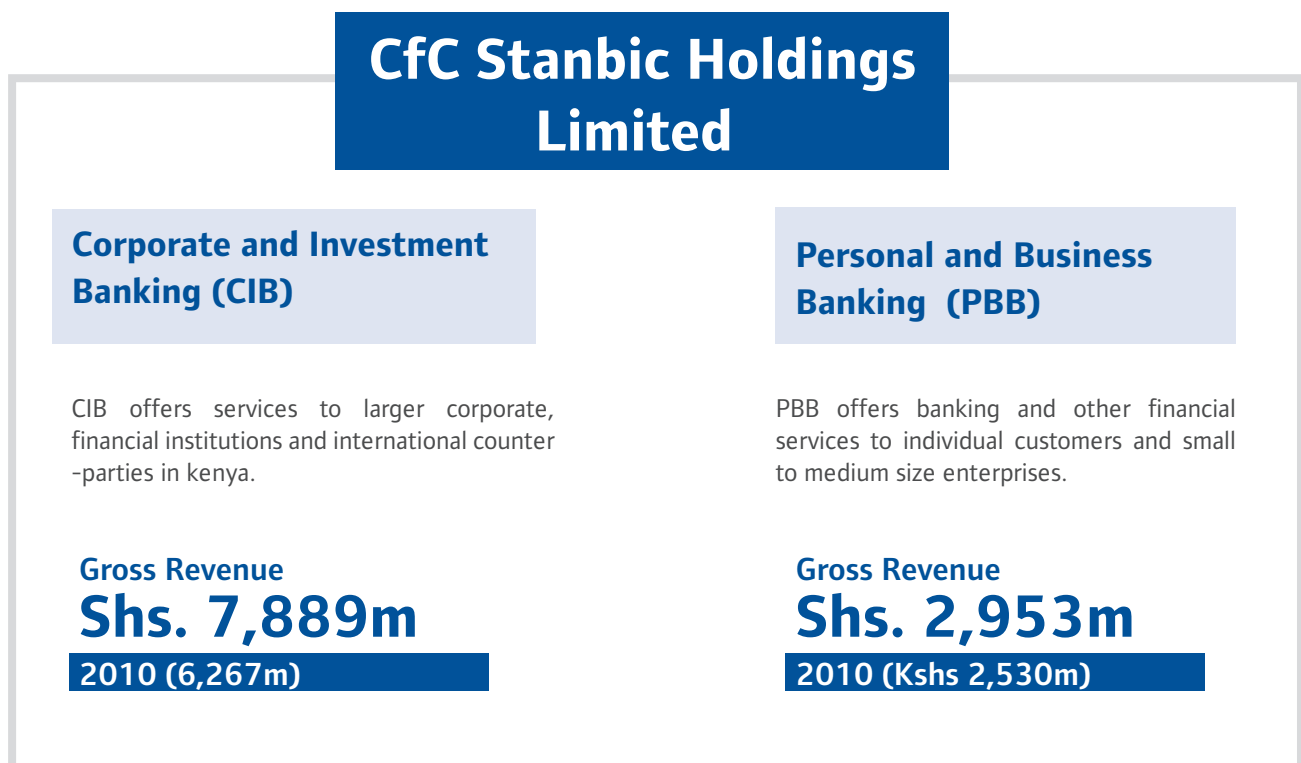 CfC Stanbic Holdings
Limited
Corporate and Investment
Banking (CIB)
CIB offers services to larger corporate,
financial institutions and international counter
-parties in kenya.
Gross Revenue
Shs. 7,889m
2010 (6,267m)
Personal and Business
Banking (PBB)
PBB offers banking and other financial
services to individual customers and small
to medium size enterprises.
Gross Revenue
Shs. 2,953m
2010 (Kshs 2,530m)